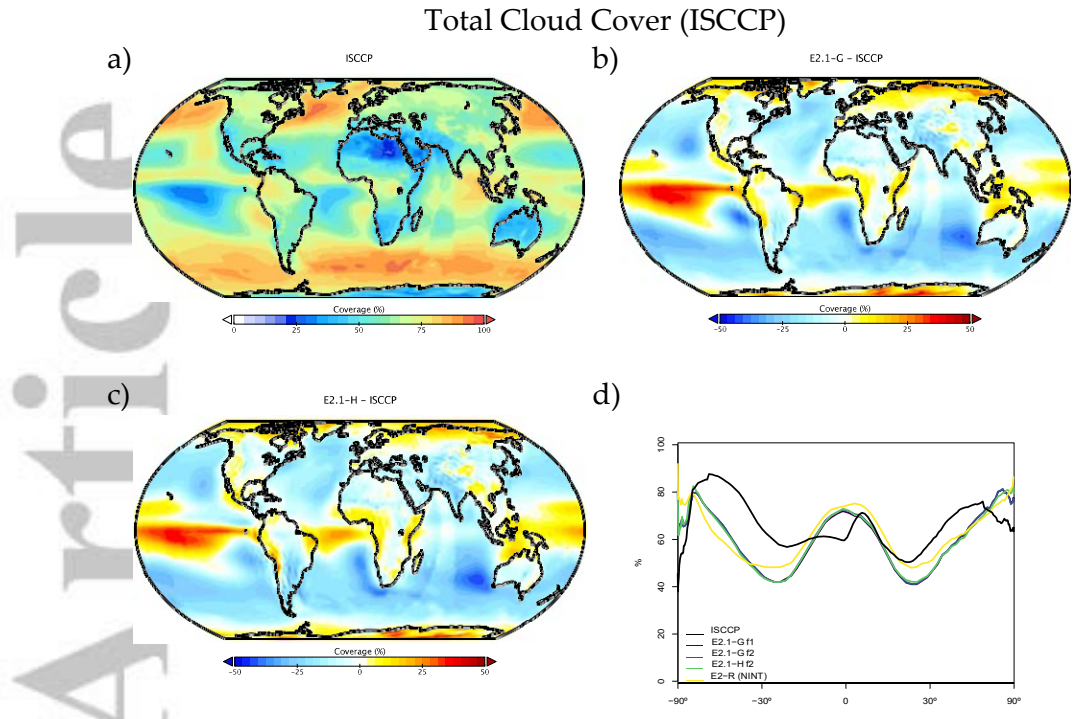 Total Cloud Cover (ISCCP)
a)
ISCCP
Coverage (%)
0 25 50 75 100
b)
E2.1-G - ISCCP
Coverage (%)
-50 -25 0 25 50
c)
E2.1-H - ISCCP
Coverage (%)
-50 -25 0 25 50
d)
%
100
80
60
40
20
0
ISCCP
E2.1-G f1
E2.1-G f2
E2.1-H f2
E2-R (NINT)
-90° -30° 0 30° 90°
Article